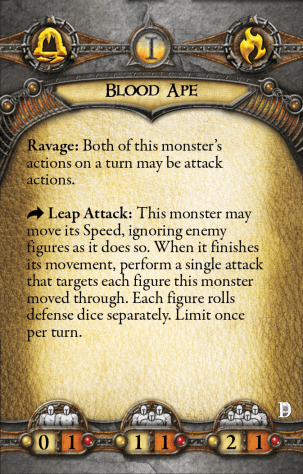 I
BLOOD APE
Ravage: Both of this monster's
actions on a turn may be attack
actions.
Leap Attack: This monster may
move its Speed, ignoring enemy
figures as it does so. When it finishes
its movement, perform a single attack
that targets each figure this monster
moved through. Each figure rolls
defense dice separately. Limit once
per turn.
D
0 1 1 1 2 1